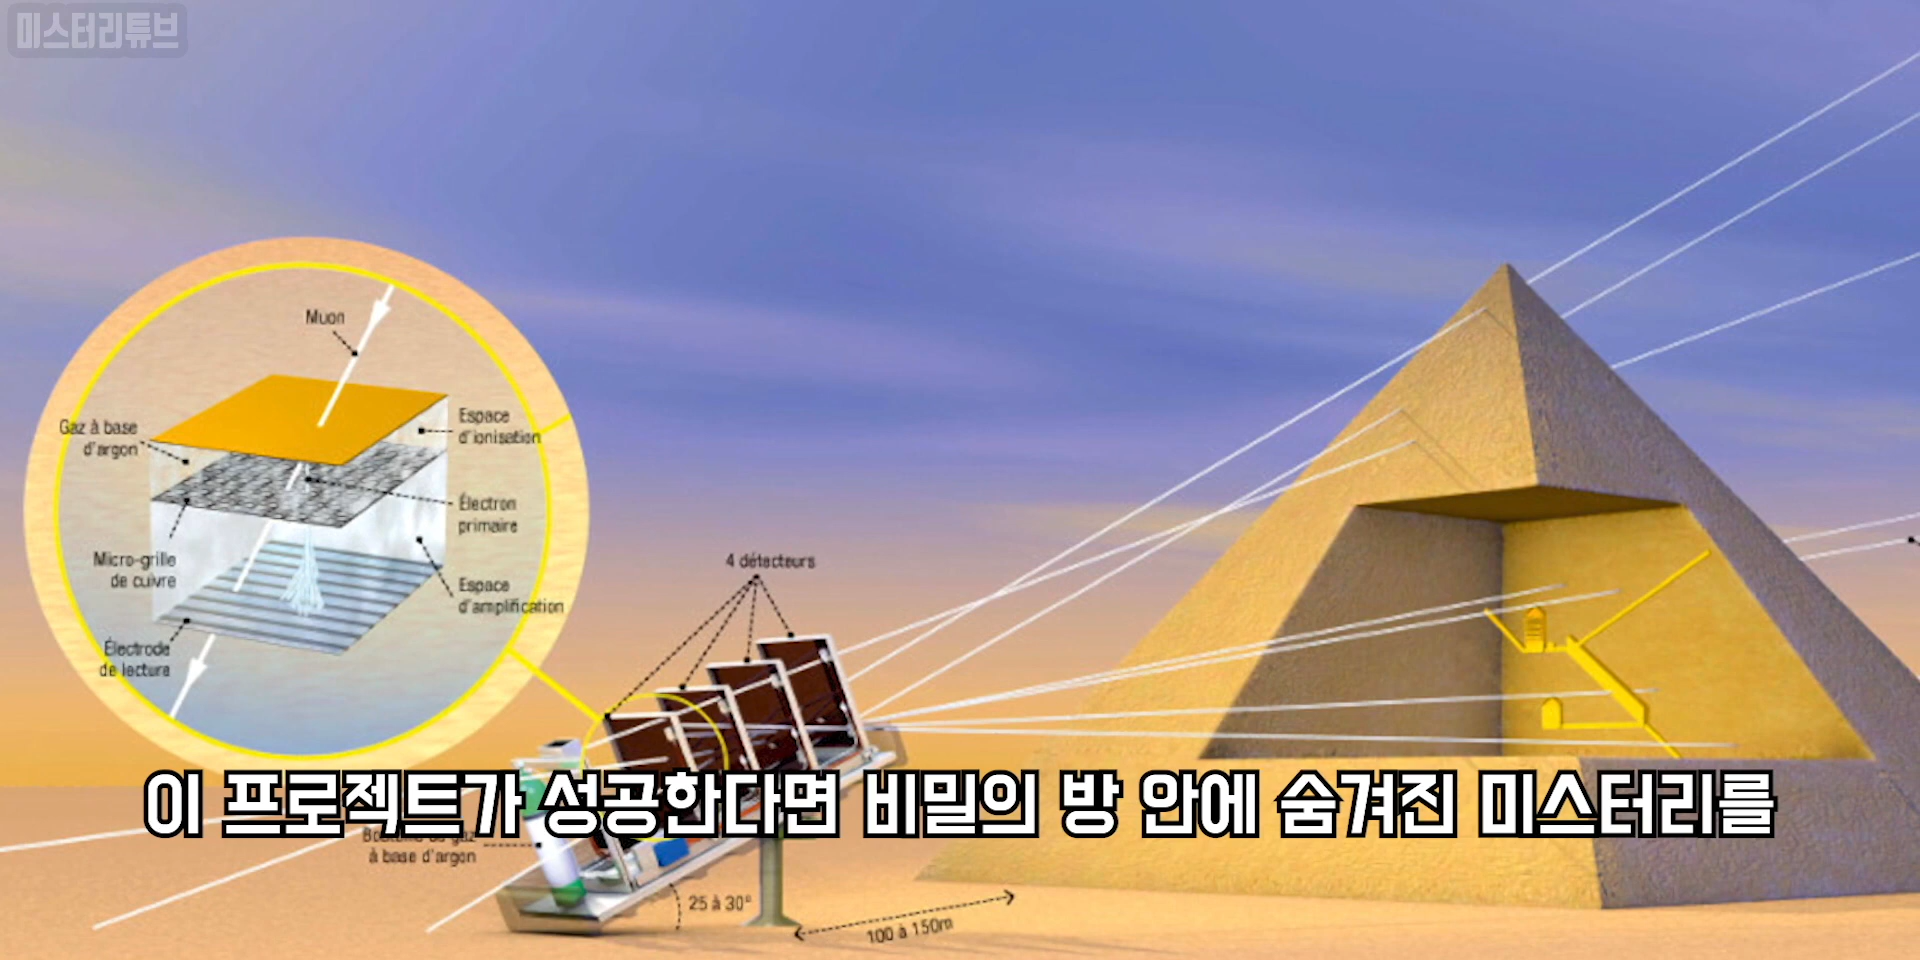 미스터리튜브
Muon
Gaz à base
d'argon
Espace
d'ionisation
Électron
primaire
Micro-grille
de cuivre
Espace
d'amplification
Électrode
de lecture
4 détecteurs
이 프로젝트가 성공한다면 비밀의 방 안에 숨겨진 미스터리를
à base d'argon
25 à 30°
100 à 150m